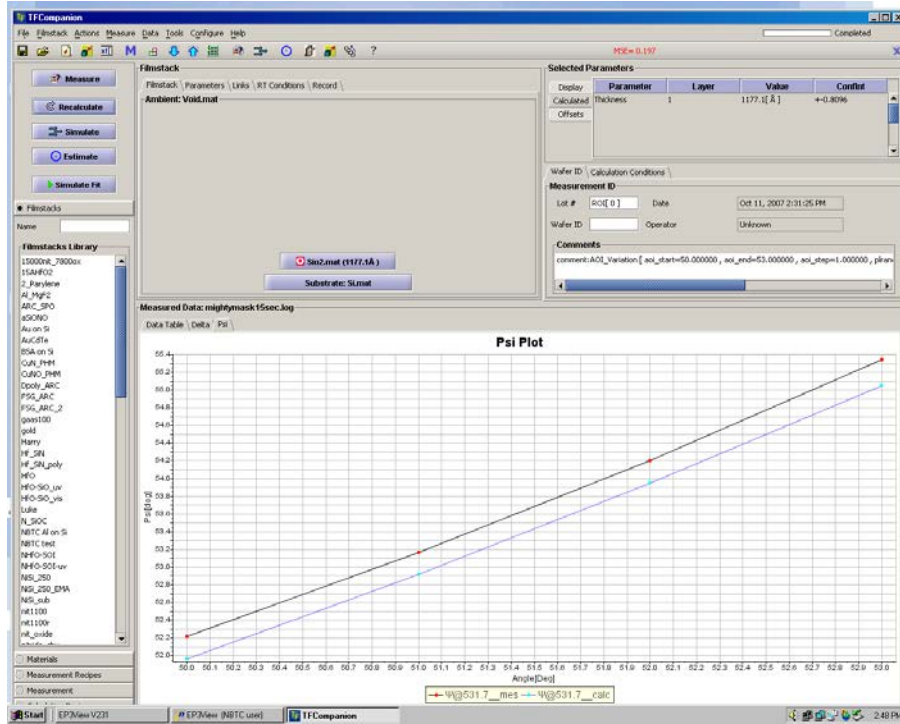 TFCompanion
File Filmstack Actions Measure Data Tools Configure Help
Completed
MSE= 0.197
Measure
Recalculate
Simulate
Estimate
Simulate Fit
Filmstacks
Name
Filmstacks Library
15000nit_7800ox
15AHFO2
2_Parylene
Al_MgF2
ARC_SPO
aSiONO
Au on Si
AuCdTe
BSA on Si
CuN_PHM
CuNO_PHM
Dpoly_ARC
FSG_ARC
FSG_ARC_2
gaas100
gold
Harry
Hf_SiN
Hf_SiN_poly
HFO
HFO-SiO_uv
HFO-SiO_vis
Luke
N_SiOC
NBTC Al on Si
NBTC test
NHFO-SOI
NHFO-SOI-uv
NiSi_250
NiSi_250_EMA
NiSi_sub
nit1100
nit1100r
nit_oxide
Materials
Measurement Recipes
Measurement
Filmstack
Filmstack Parameters Links RT Conditions Record
Ambient: Void.mat
Sio2.mat (1177.1Å )
Substrate: Si.mat
Selected Parameters
Display Parameter Layer Value ConfInt
Calculated Thickness 1 1177.1[ Å ] +-0.8096
Offsets
Wafer ID Calculation Conditions
Measurement ID
Lot # ROI[ 0 ] Date Oct 11, 2007 2:31:25 PM
Wafer ID Operator Unknown
Comments
comment:AOI_Variation [ aoi_start=50.000000 , aoi_end=53.000000 , aoi_step=1.000000 , plran
Measured Data: mightymask15sec.log
Data Table Delta Psi
Psi Plot
55.4
55.2
55.0
54.8
54.6
54.4
54.2
54.0
53.8
53.6
53.4
53.2
53.0
52.8
52.6
52.4
52.2
52.0
Psi[deg]
50.0 50.1 50.2 50.3 50.4 50.5 50.6 50.7 50.8 50.9 51.0 51.1 51.2 51.3 51.4 51.5 51.6 51.7 51.8 51.9 52.0 52.1 52.2 52.3 52.4 52.5 52.6 52.7 52.8 52.9 53.0
Angle[Deg]
Ψ@531.7__mes Ψ@531.7__calc
Start EP3View V231 EP3View (NBTC user) TFCompanion 2:48 PM